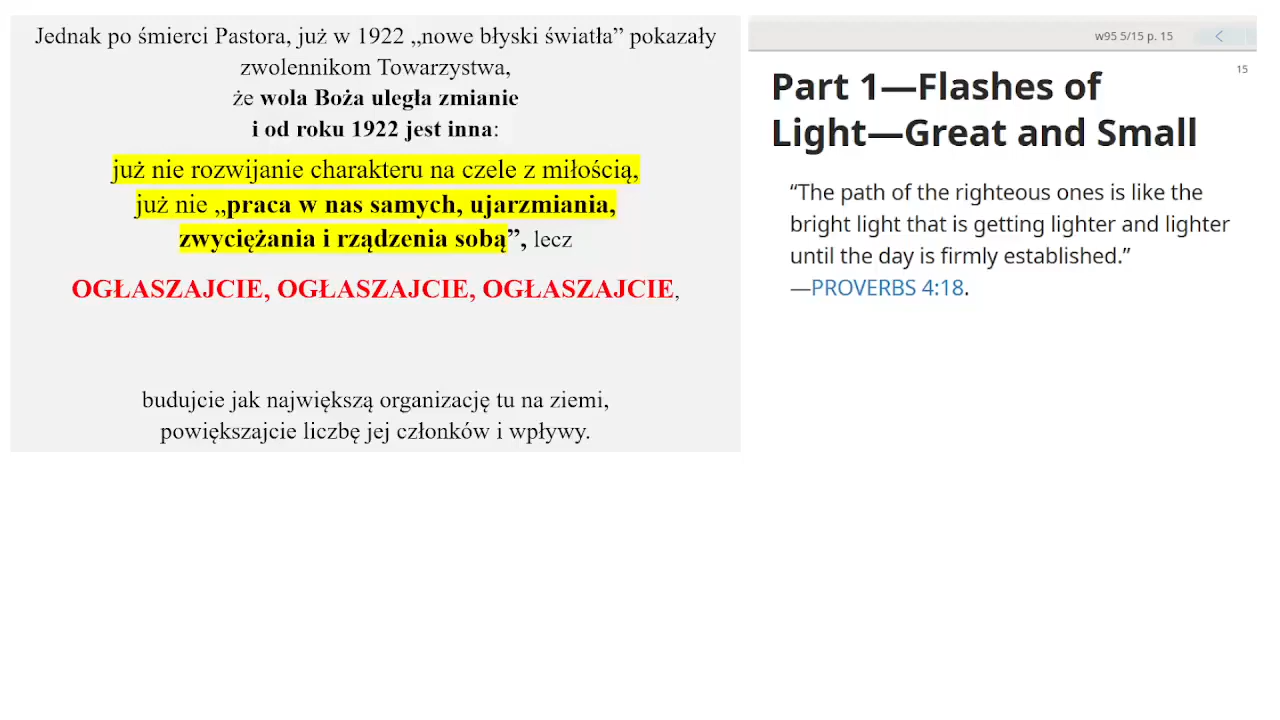 Jednak po śmierci Pastora, już w 1922 „nowe błyski światła” pokazały
zwolennikom Towarzystwa,
że wola Boża uległa zmianie
i od roku 1922 jest inna:
już nie rozwijanie charakteru na czele z miłością,
już nie „praca w nas samych, ujarzmiania,
zwyciężania i rządzenia sobą”, lecz
OGŁASZAJCIE, OGŁASZAJCIE, OGŁASZAJCIE,
budujcie jak największą organizację tu na ziemi,
powiększajcie liczbę jej członków i wpływy.
w95 5/15 p. 15
15
Part 1—Flashes of
Light—Great and Small
“The path of the righteous ones is like the
bright light that is getting lighter and lighter
until the day is firmly established.”
—PROVERBS 4:18.